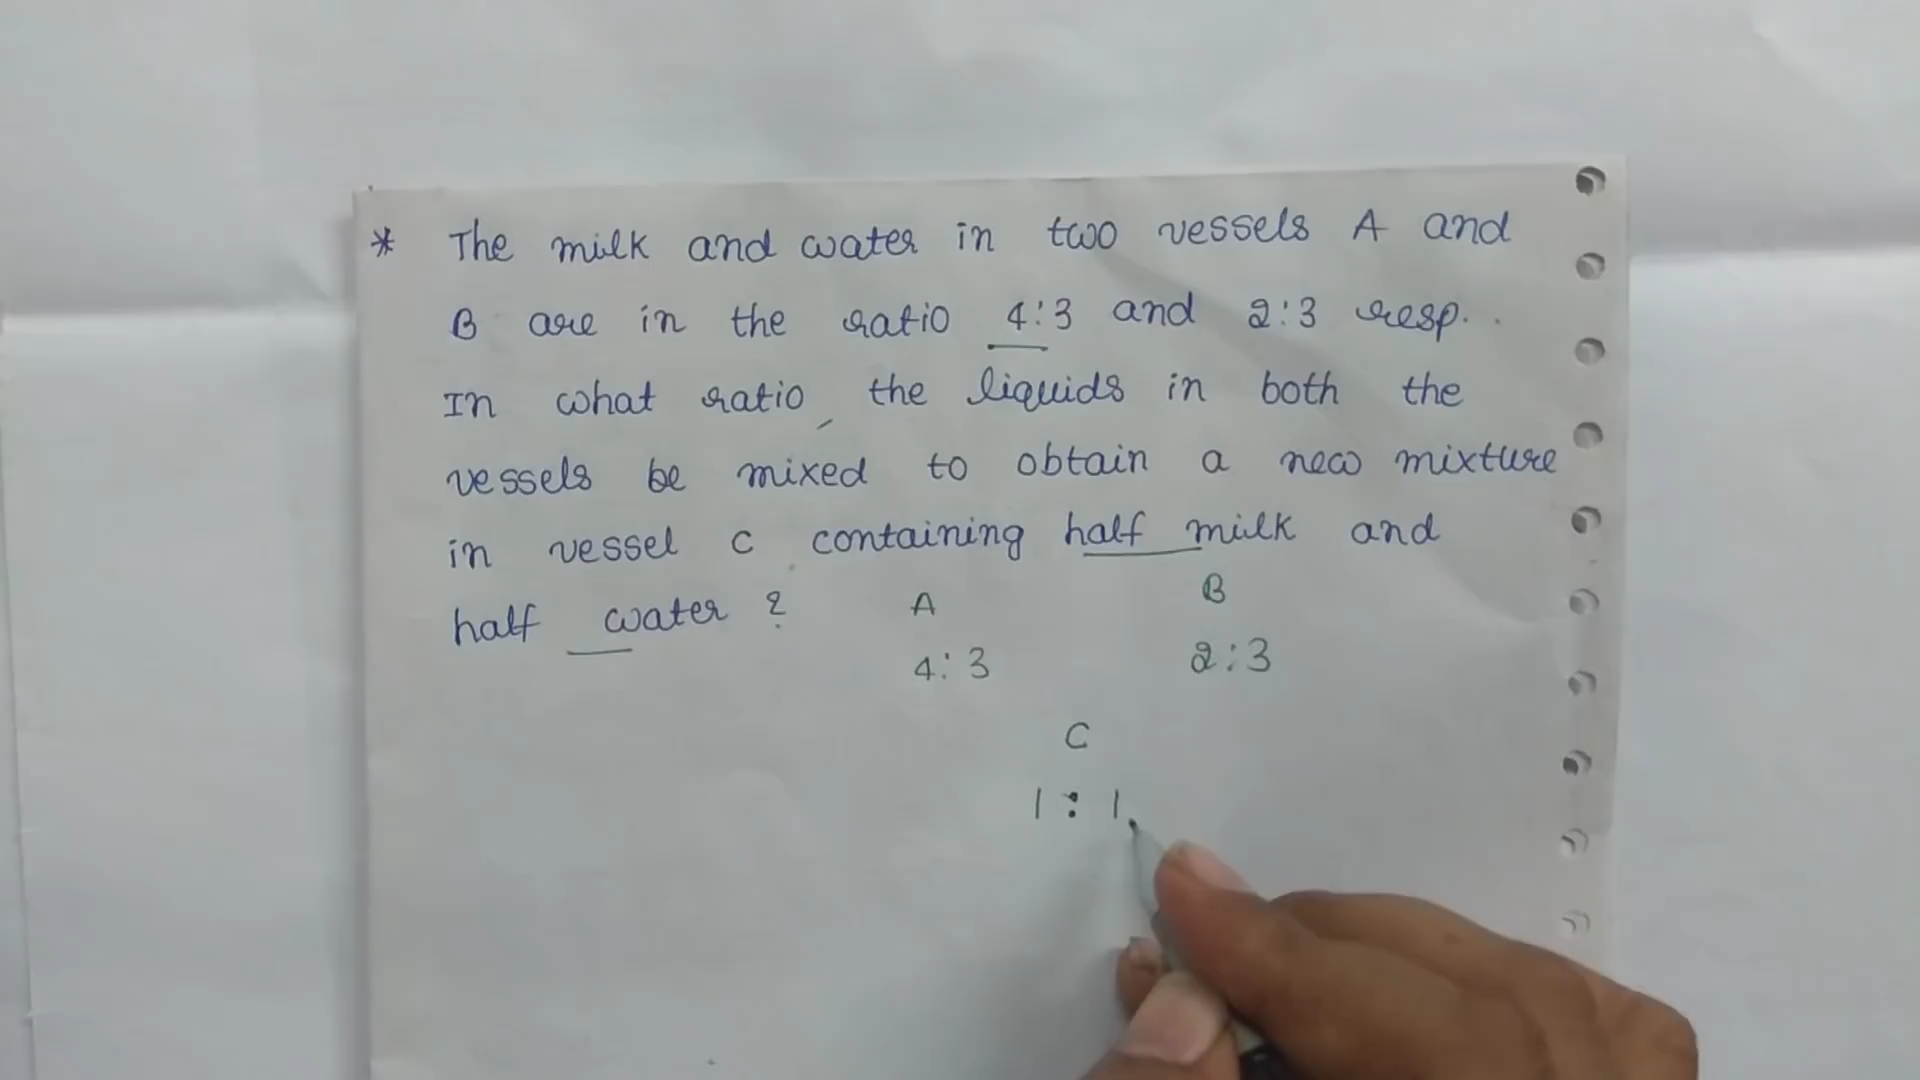 * The milk and water in two vessels A and
B are in the ratio 4:3 and 2:3 resp..
In what ratio, the liquids in both the
vessels be mixed to obtain a new mixture
in vessel C containing half milk and
half water ?
A B
4:3 2:3
C
1:1